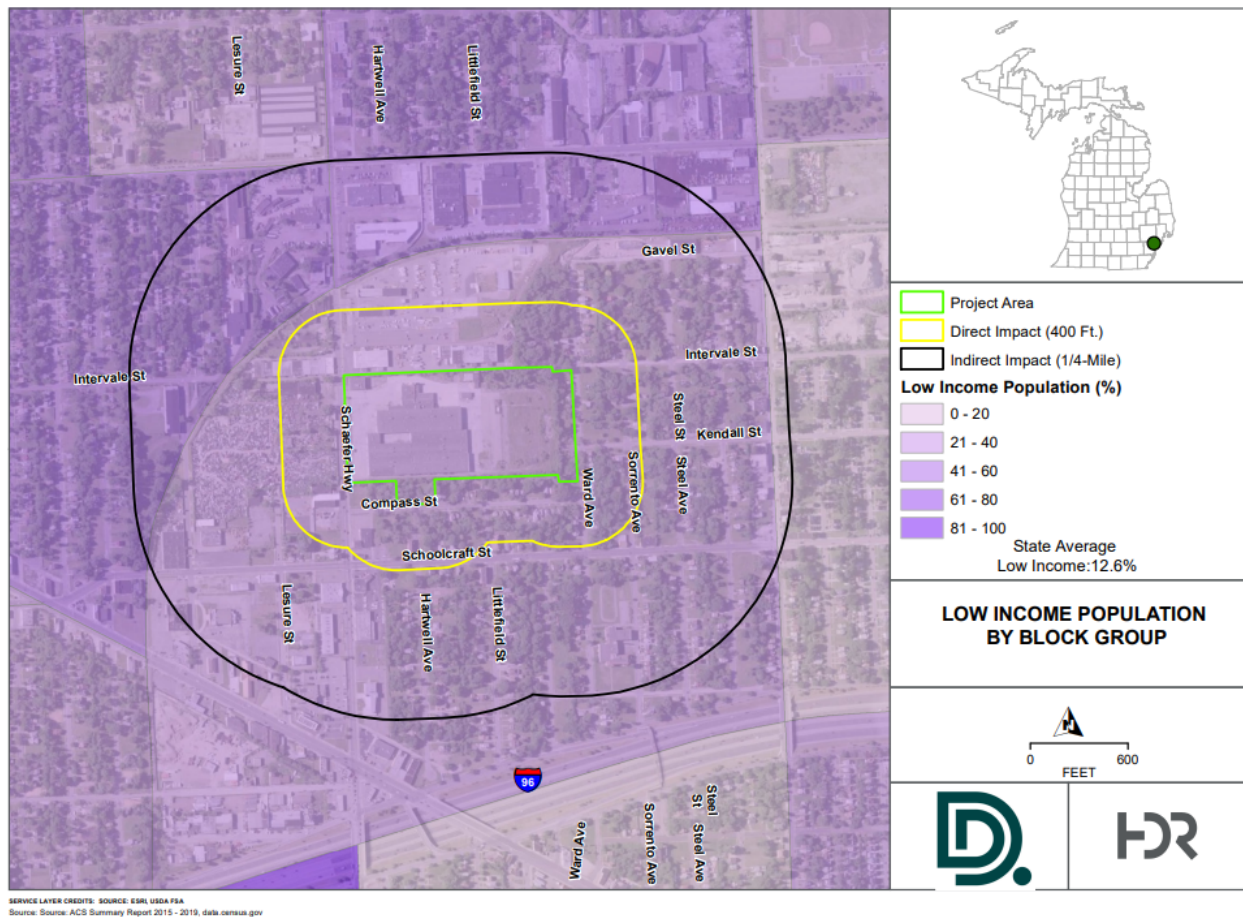 Lesure St
Hartwell Ave
Littlefield St
Gavel St
Intervale St
Intervale St
Steel St
Kendall St
Schaefer Hwy
Steel Ave
Sorrento Ave
Ward Ave
Compass St
Schoolcraft St
Lesure St
Hartwell Ave
Littlefield St
96
Steel
St
Steel Ave
Sorrento Ave
Ward Ave
Project Area
Direct Impact (400 Ft.)
Indirect Impact (1/4-Mile)
Low Income Population (%)
0 - 20
21 - 40
41 - 60
61 - 80
81 - 100
State Average
Low Income:12.6%
LOW INCOME POPULATION
BY BLOCK GROUP
N
0 600
FEET
D.
HDR
SERVICE LAYER CREDITS: SOURCE: ESRI, USDA FSA
Source: Source: ACS Summary Report 2015 - 2019, data.census.gov